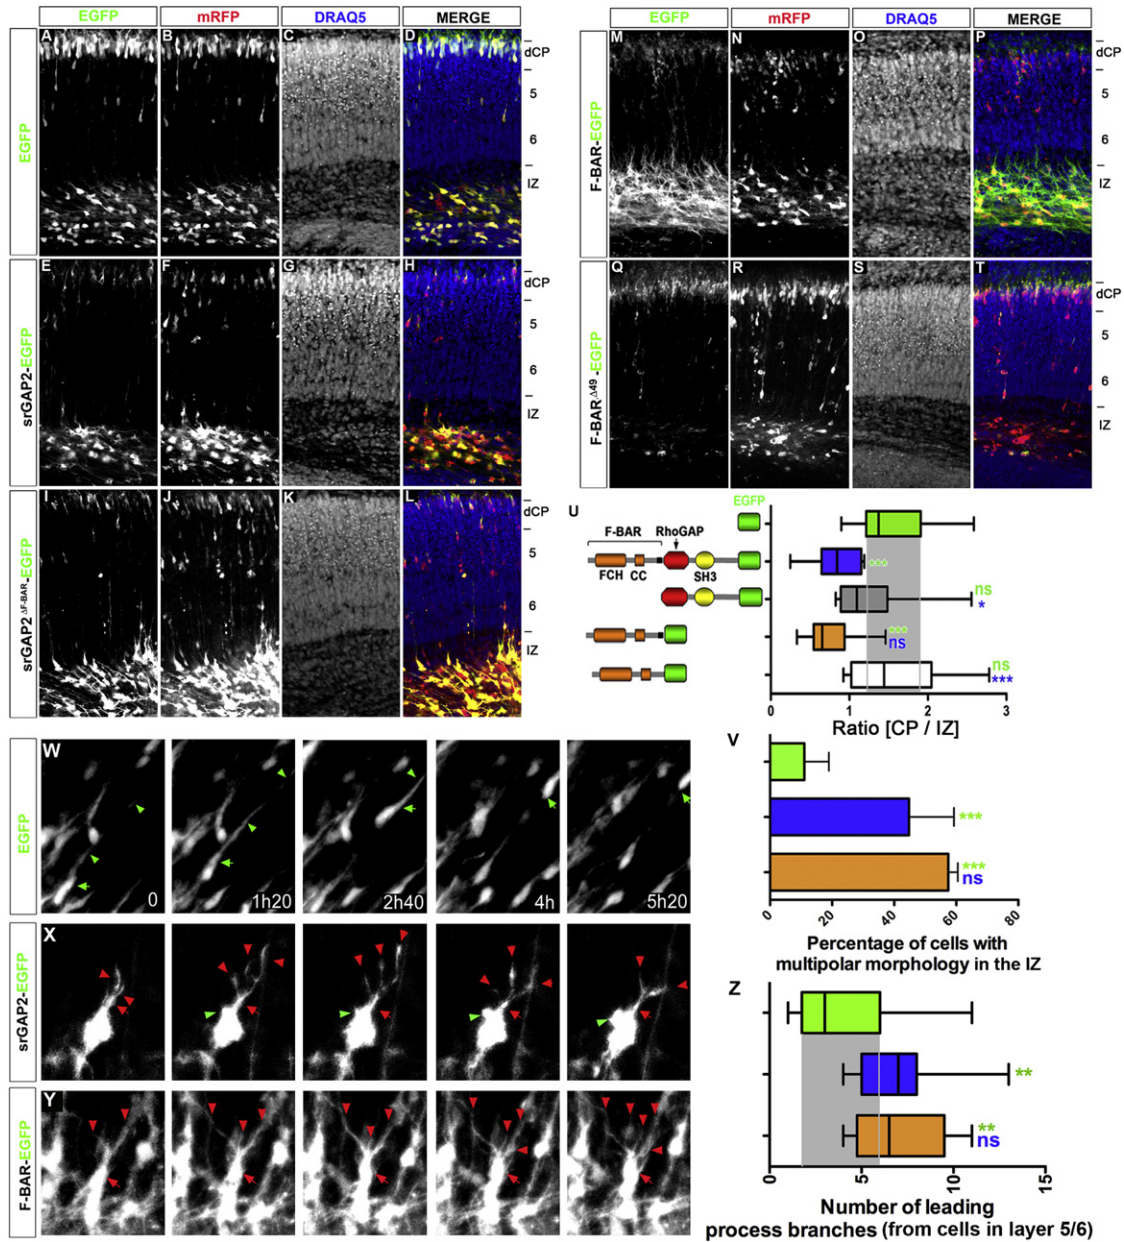 EGFP mRFP DRAQ5 MERGE
EGFP
A B C D
dCP
5
6
IZ
srGAP2-EGFP
E F G H
dCP
5
6
IZ
srGAP2 ΔF-BAR-EGFP
I J K L
dCP
5
6
IZ
EGFP mRFP DRAQ5 MERGE
F-BAR-EGFP
M N O P
dCP
5
6
IZ
F-BARΔ49-EGFP
Q R S T
dCP
5
6
IZ
U
EGFP
F-BAR RhoGAP
FCH CC SH3
***
ns
*
***
ns
ns
***
1 2 3
Ratio [CP / IZ]
V
***
***
ns
0 20 40 60 80
Percentage of cells with
multipolar morphology in the IZ
EGFP
W
0 1h20 2h40 4h 5h20
srGAP2-EGFP
X
F-BAR-EGFP
Y
Z
**
**
ns
0 5 10 15
Number of leading
process branches (from cells in layer 5/6)